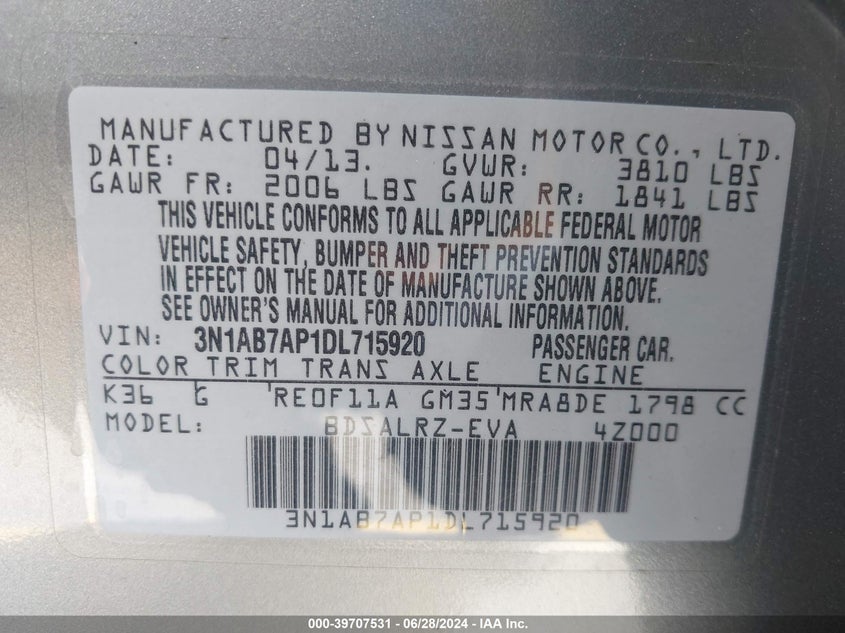 MANUFACTURED BY NISSAN MOTOR CO., LTD.
DATE: 04/13. GVWR: 3810 LBS
GAWR FR: 2006 LBS GAWR RR: 1841 LBS
THIS VEHICLE CONFORMS TO ALL APPLICABLE FEDERAL MOTOR
VEHICLE SAFETY, BUMPER AND THEFT PREVENTION STANDARDS
IN EFFECT ON THE DATE OF MANUFACTURE SHOWN ABOVE.
SEE OWNER'S MANUAL FOR ADDITIONAL INFORMATION.
VIN: 3N1AB7AP1DL715920 PASSENGER CAR.
COLOR TRIM TRANS AXLE ENGINE
K36 G RE0F11A GM35 MRA8DE 1798 CC
MODEL: BDSALRZ-EVA 4Z000
3N1AB7AP1DL715920
000-39707531 - 06/28/2024 - IAA Inc.